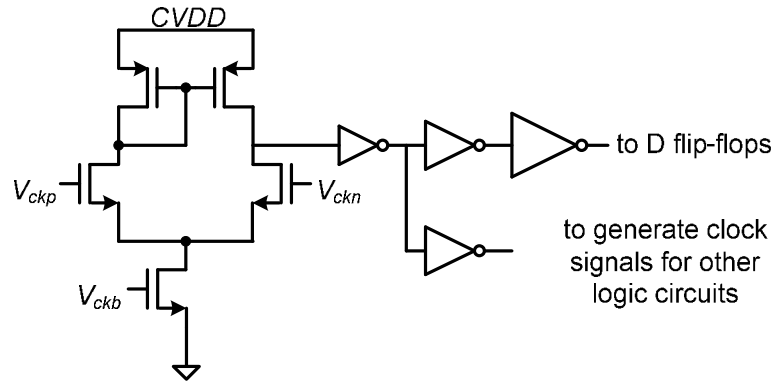 CVDD
to D flip-flops
Vckp
Vckn
to generate clock
signals for other
logic circuits
Vckb